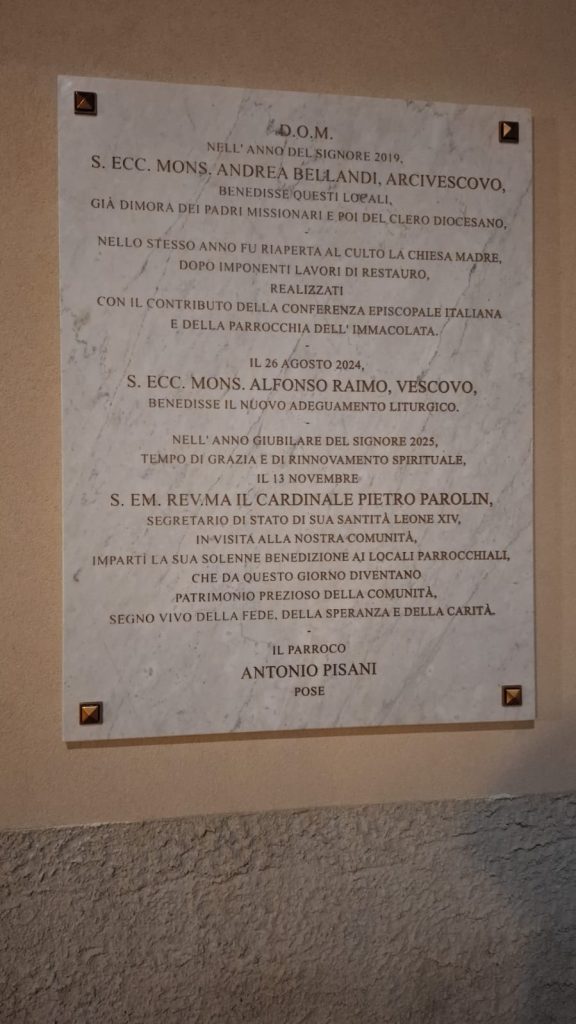 D.O.M.
NELL' ANNO DEL SIGNORE 2019,
S. ECC. MONS. ANDREA BELLANDI, ARCIVESCOVO,
BENEDISSE QUESTI LOCALI,
GIÀ DIMORA DEI PADRI MISSIONARI E POI DEL CLERO DIOCESANO,
-
NELLO STESSO ANNO FU RIAPERTA AL CULTO LA CHIESA MADRE,
DOPO IMPONENTI LAVORI DI RESTAURO,
REALIZZATI
CON IL CONTRIBUTO DELLA CONFERENZA EPISCOPALE ITALIANA
E DELLA PARROCCHIA DELL' IMMACOLATA.
-
IL 26 AGOSTO 2024,
S. ECC. MONS. ALFONSO RAIMO, VESCOVO,
BENEDISSE IL NUOVO ADEGUAMENTO LITURGICO.
-
NELL' ANNO GIUBILARE DEL SIGNORE 2025,
TEMPO DI GRAZIA E DI RINNOVAMENTO SPIRITUALE,
IL 13 NOVEMBRE
S. EM. REV.MA IL CARDINALE PIETRO PAROLIN,
SEGRETARIO DI STATO DI SUA SANTITÀ LEONE XIV,
IN VISITA ALLA NOSTRA COMUNITÀ,
IMPARTÌ LA SUA SOLENNE BENEDIZIONE AI LOCALI PARROCCHIALI,
CHE DA QUESTO GIORNO DIVENTANO
PATRIMONIO PREZIOSO DELLA COMUNITÀ,
SEGNO VIVO DELLA FEDE, DELLA SPERANZA E DELLA CARITÀ.
-
IL PARROCO
ANTONIO PISANI
POSE